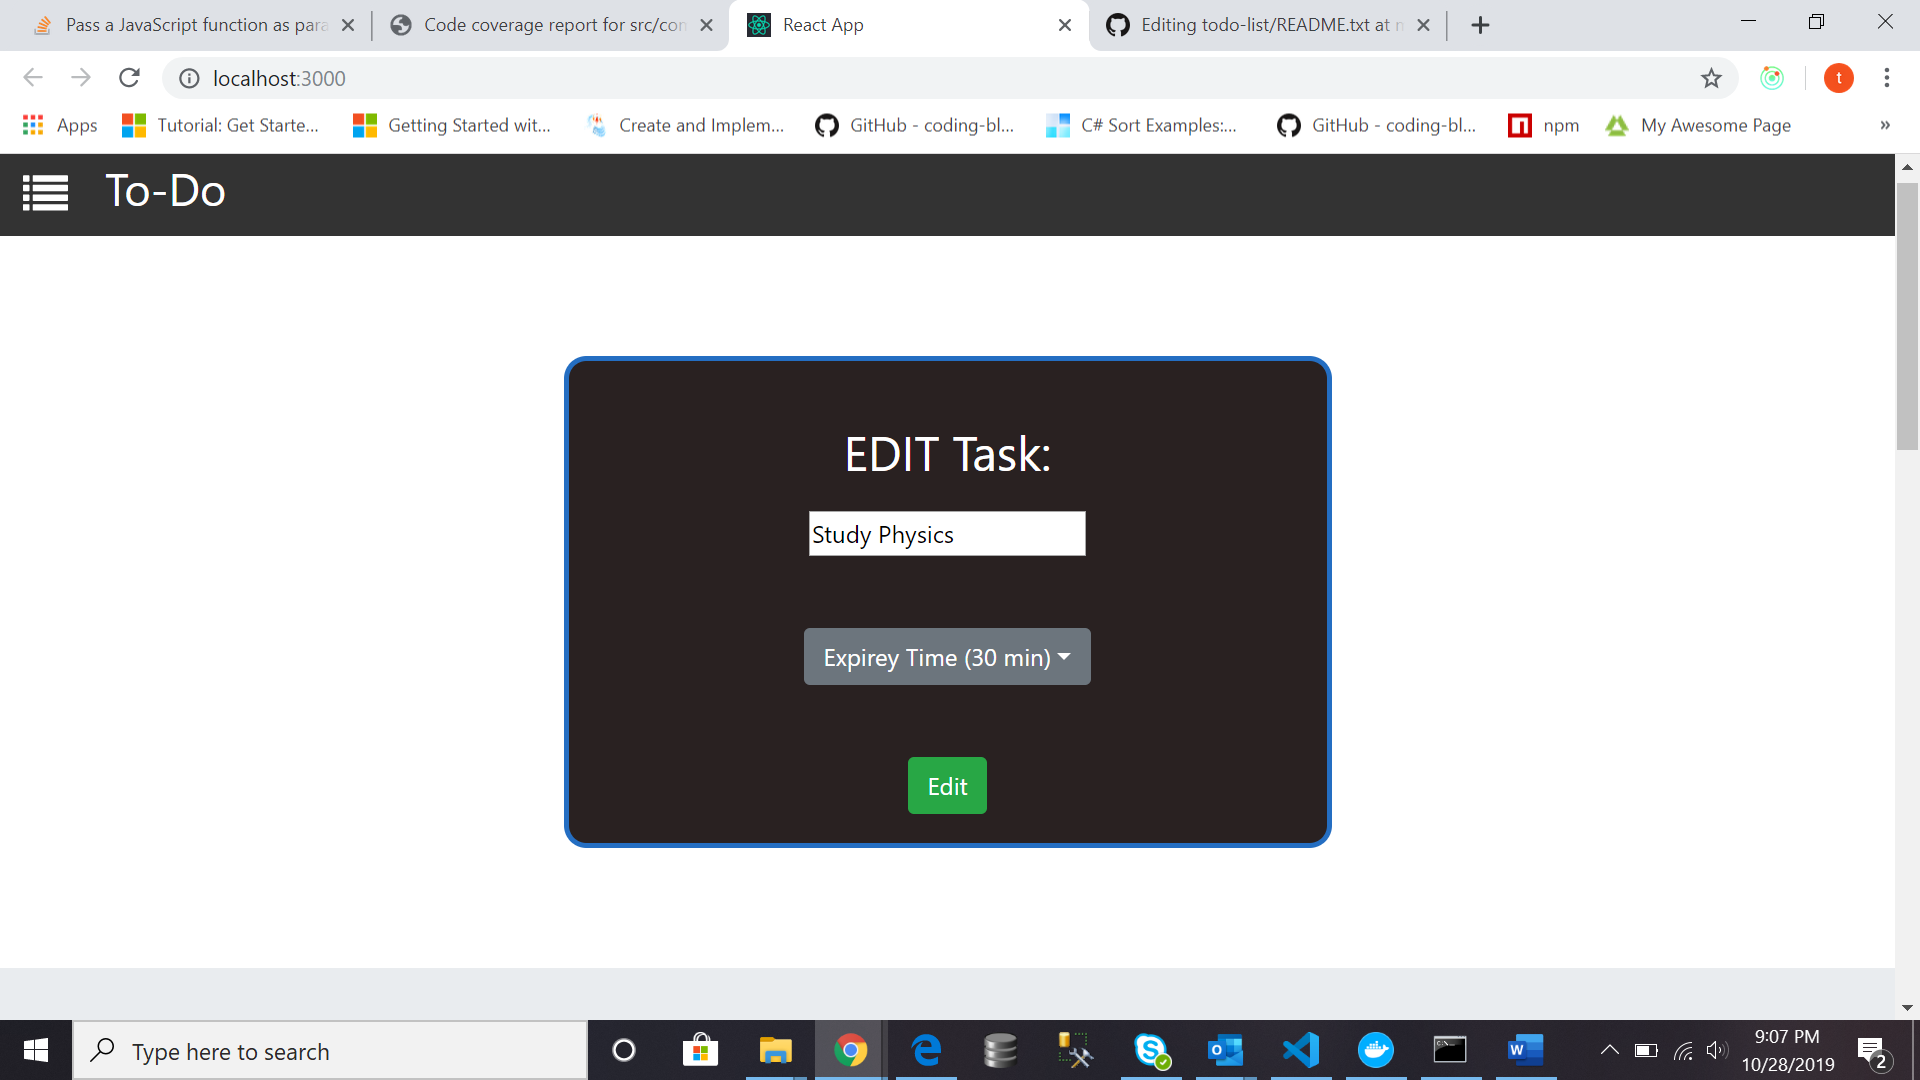 Pass a JavaScript function as para
Code coverage report for src/com
React App
Editing todo-list/README.txt at m
localhost:3000
t
Apps
Tutorial: Get Starte...
Getting Started wit...
Create and Implem...
GitHub - coding-bl...
C# Sort Examples:...
GitHub - coding-bl...
npm
My Awesome Page
»
To-Do
EDIT Task:
Study Physics
Expirey Time (30 min)
Edit
Type here to search
9:07 PM
10/28/2019
2